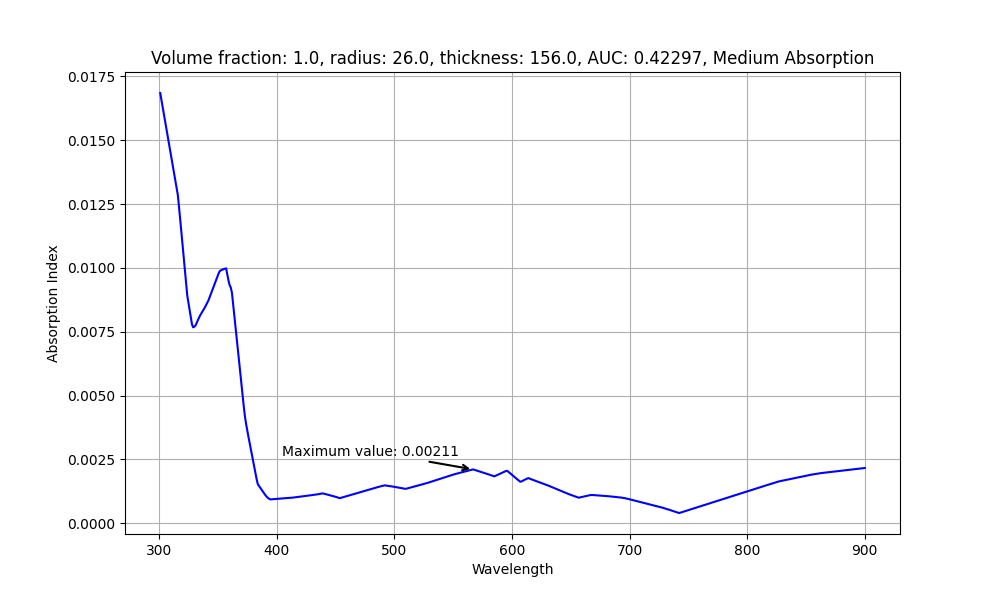 Volume fraction: 1.0, radius: 26.0, thickness: 156.0, AUC: 0.42297, Medium Absorption
0.0175
0.0150
0.0125
0.0100
0.0075
0.0050
0.0025
0.0000
Absorption Index
Maximum value: 0.00211
300 400 500 600 700 800 900
Wavelength